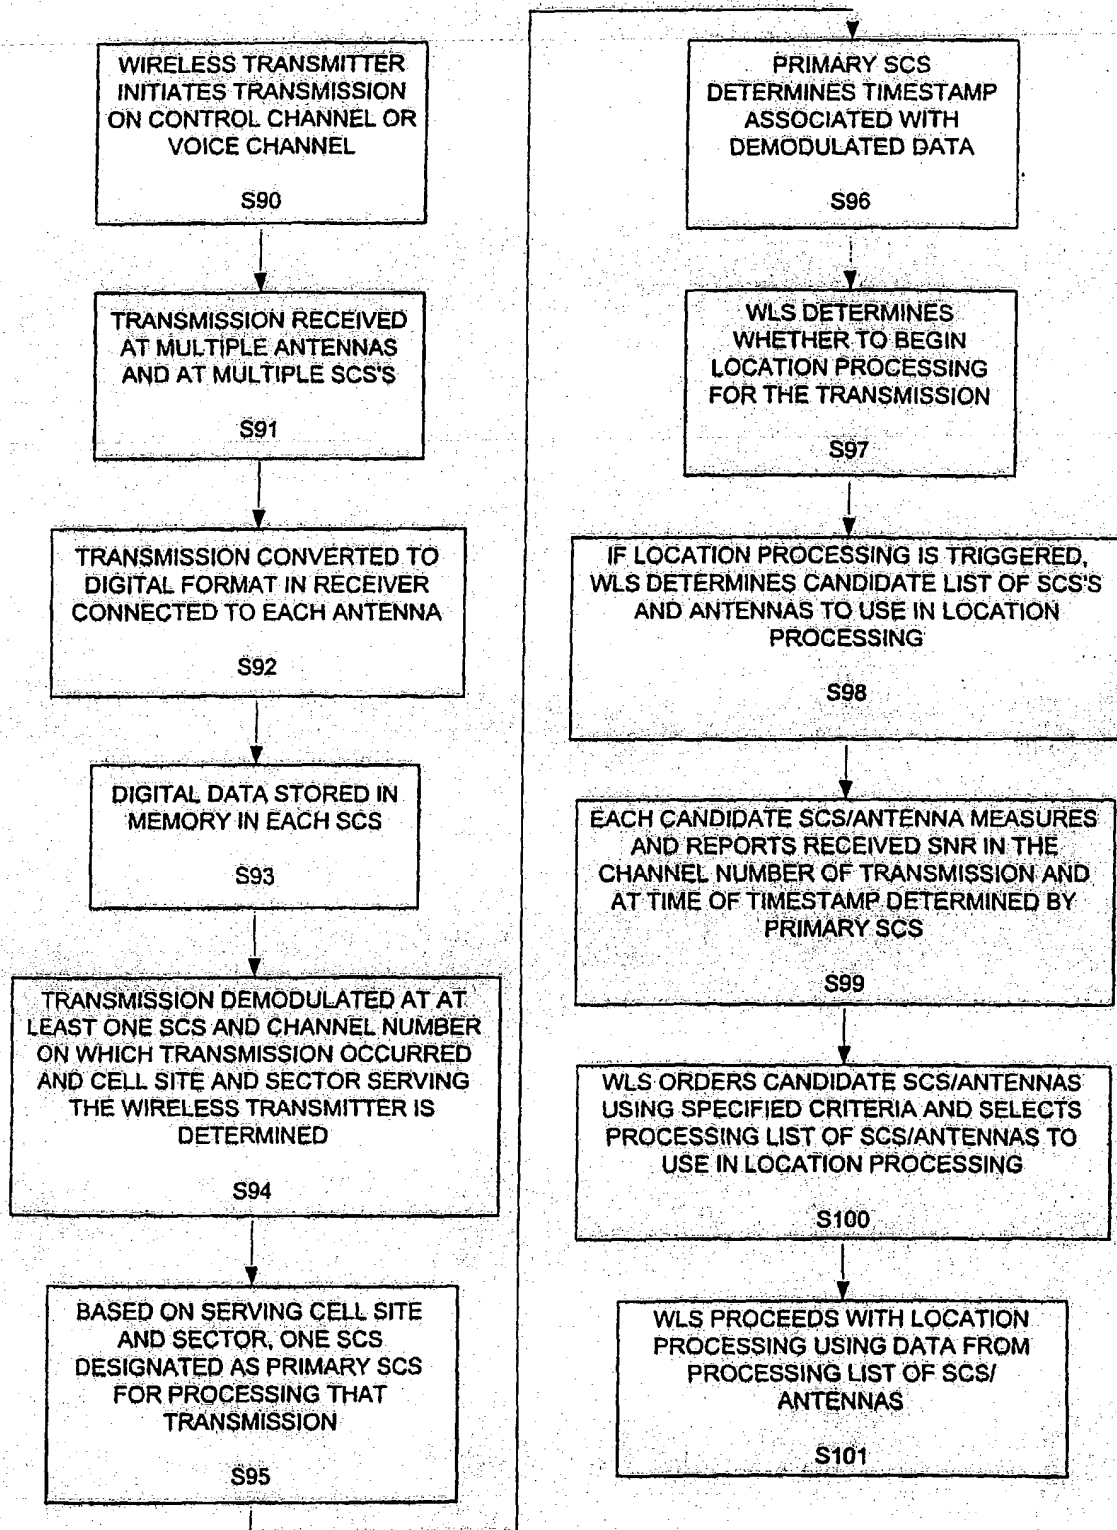 WIRELESS TRANSMITTER
INITIATES TRANSMISSION
ON CONTROL CHANNEL OR
VOICE CHANNEL
S90
TRANSMISSION RECEIVED
AT MULTIPLE ANTENNAS
AND AT MULTIPLE SCS'S
S91
TRANSMISSION CONVERTED TO
DIGITAL FORMAT IN RECEIVER
CONNECTED TO EACH ANTENNA
S92
DIGITAL DATA STORED IN
MEMORY IN EACH SCS
S93
TRANSMISSION DEMODULATED AT AT
LEAST ONE SCS AND CHANNEL NUMBER
ON WHICH TRANSMISSION OCCURRED
AND CELL SITE AND SECTOR SERVING
THE WIRELESS TRANSMITTER IS
DETERMINED
S94
BASED ON SERVING CELL SITE
AND SECTOR, ONE SCS
DESIGNATED AS PRIMARY SCS
FOR PROCESSING THAT
TRANSMISSION
S95
PRIMARY SCS
DETERMINES TIMESTAMP
ASSOCIATED WITH
DEMODULATED DATA
S96
WLS DETERMINES
WHETHER TO BEGIN
LOCATION PROCESSING
FOR THE TRANSMISSION
S97
IF LOCATION PROCESSING IS TRIGGERED,
WLS DETERMINES CANDIDATE LIST OF SCS'S
AND ANTENNAS TO USE IN LOCATION
PROCESSING
S98
EACH CANDIDATE SCS/ANTENNA MEASURES
AND REPORTS RECEIVED SNR IN THE
CHANNEL NUMBER OF TRANSMISSION AND
AT TIME OF TIMESTAMP DETERMINED BY
PRIMARY SCS
S99
WLS ORDERS CANDIDATE SCS/ANTENNAS
USING SPECIFIED CRITERIA AND SELECTS
PROCESSING LIST OF SCS/ANTENNAS TO
USE IN LOCATION PROCESSING
S100
WLS PROCEEDS WITH LOCATION
PROCESSING USING DATA FROM
PROCESSING LIST OF SCS/
ANTENNAS
S101